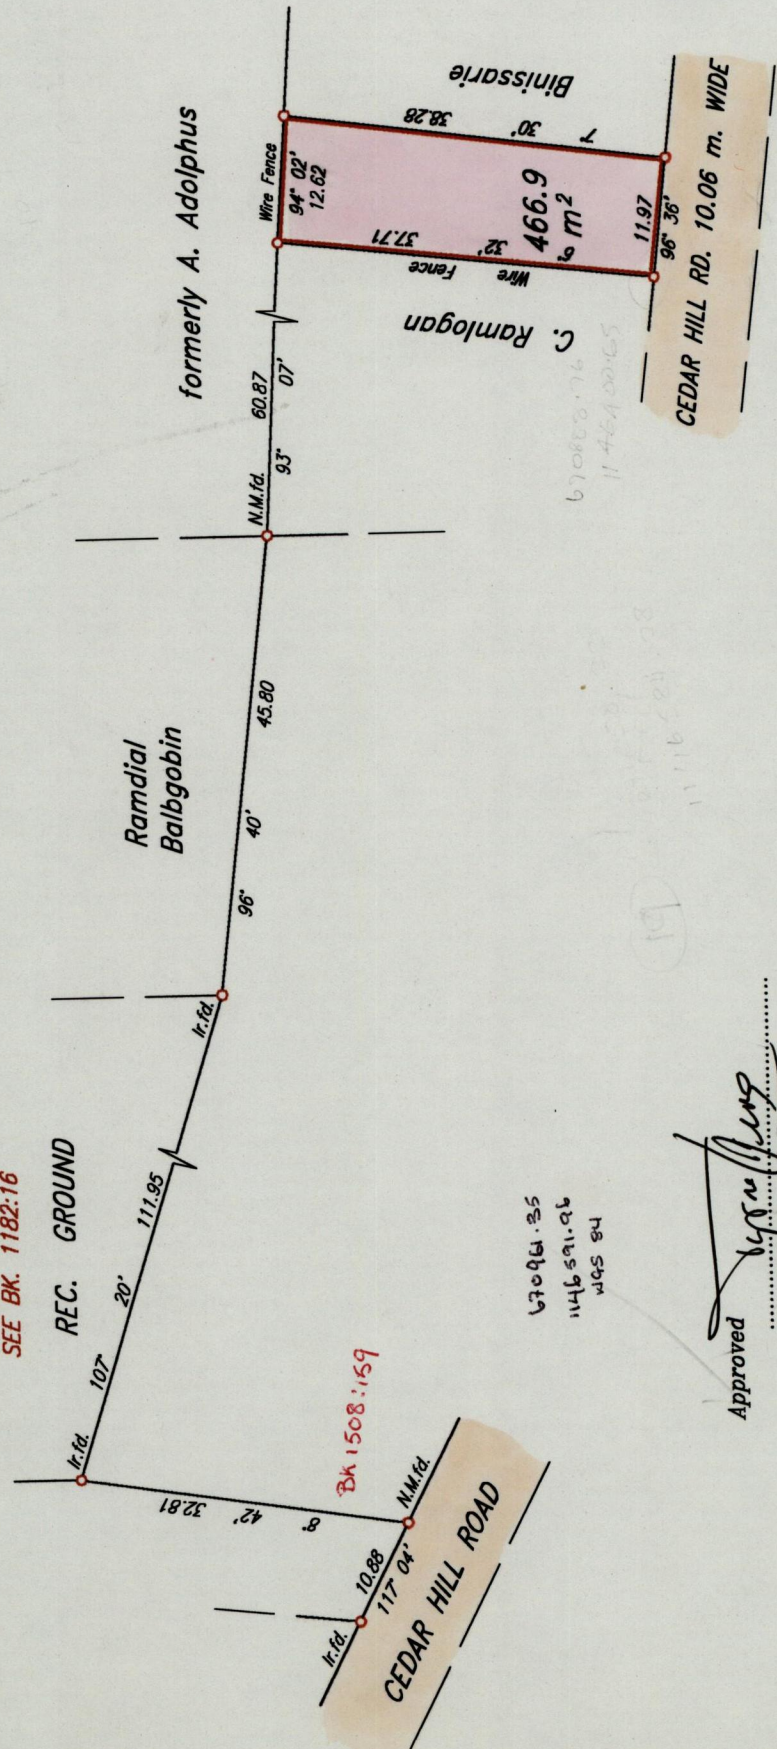 SEE BK. 1182:16
REC. GROUND
Ramdial
Balbgobin
formerly A. Adolphus
Ir.fd.
107° 20' 111.95
Ir.fd.
96° 40' 45.80
N.M.fd.
93° 07' 60.87
Wire Fence
94° 02'
12.62
7° 30' 38.28
Binissarie
466.9
m²
6° 32' 37.71
Wire Fence
C. Ramlogan
11.97
96° 36'
CEDAR HILL RD. 10.06 m. WIDE
8° 42' 32.81
BK 1508:159
Ir.fd.
10.88
117° 04'
N.M.fd.
CEDAR HILL ROAD
670961.35
1146591.96
WGS 84
Approved